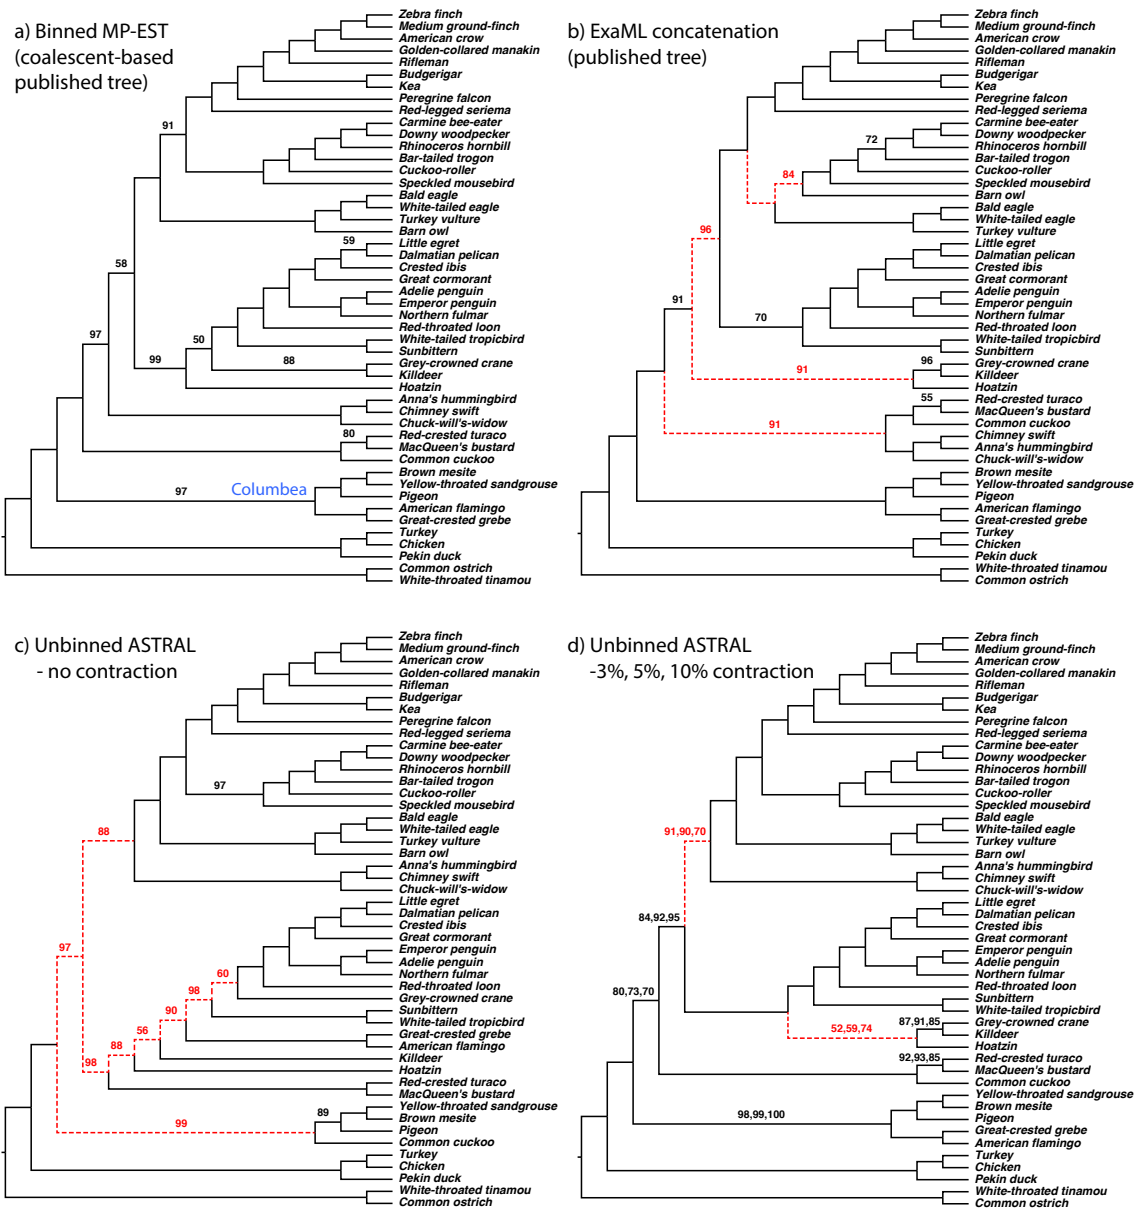 a) Binned MP-EST
(coalescent-based
published tree)
Zebra finch
Medium ground-finch
American crow
Golden-collared manakin
Rifleman
Budgerigar
Kea
Peregrine falcon
Red-legged seriema
91
Carmine bee-eater
Downy woodpecker
Rhinoceros hornbill
Bar-tailed trogon
Cuckoo-roller
Speckled mousebird
Bald eagle
White-tailed eagle
Turkey vulture
Barn owl
59
Little egret
Dalmatian pelican
58
Crested ibis
Great cormorant
Adelie penguin
Emperor penguin
Northern fulmar
Red-throated loon
97
50
White-tailed tropicbird
Sunbittern
99
88
Grey-crowned crane
Killdeer
Hoatzin
Anna's hummingbird
Chimney swift
Chuck-will's-widow
80
Red-crested turaco
MacQueen's bustard
Common cuckoo
Brown mesite
97
Columbea
Yellow-throated sandgrouse
Pigeon
American flamingo
Great-crested grebe
Turkey
Chicken
Pekin duck
Common ostrich
White-throated tinamou
b) ExaML concatenation
(published tree)
Zebra finch
Medium ground-finch
American crow
Golden-collared manakin
Rifleman
Budgerigar
Kea
Peregrine falcon
Red-legged seriema
Carmine bee-eater
72
Downy woodpecker
Rhinoceros hornbill
Bar-tailed trogon
84
Cuckoo-roller
Speckled mousebird
Barn owl
Bald eagle
White-tailed eagle
Turkey vulture
96
Little egret
Dalmatian pelican
Crested ibis
Great cormorant
Adelie penguin
Emperor penguin
91
70
Northern fulmar
Red-throated loon
White-tailed tropicbird
Sunbittern
96
Grey-crowned crane
91
Killdeer
Hoatzin
55
Red-crested turaco
MacQueen's bustard
91
Common cuckoo
Chimney swift
Anna's hummingbird
Chuck-will's-widow
Brown mesite
Yellow-throated sandgrouse
Pigeon
American flamingo
Great-crested grebe
Turkey
Chicken
Pekin duck
White-throated tinamou
Common ostrich
c) Unbinned ASTRAL
- no contraction
Zebra finch
Medium ground-finch
American crow
Golden-collared manakin
Rifleman
Budgerigar
Kea
Peregrine falcon
Red-legged seriema
Carmine bee-eater
Downy woodpecker
Rhinoceros hornbill
Bar-tailed trogon
97
Cuckoo-roller
Speckled mousebird
Bald eagle
88
White-tailed eagle
Turkey vulture
Barn owl
Anna's hummingbird
Chimney swift
Chuck-will's-widow
Little egret
Dalmatian pelican
Crested ibis
Great cormorant
97
Emperor penguin
Adelie penguin
60
Northern fulmar
Red-throated loon
98
Grey-crowned crane
90
Sunbittern
White-tailed tropicbird
56
Great-crested grebe
American flamingo
88
Killdeer
98
Hoatzin
Red-crested turaco
MacQueen's bustard
89
Yellow-throated sandgrouse
99
Brown mesite
Pigeon
Common cuckoo
Turkey
Chicken
Pekin duck
White-throated tinamou
Common ostrich
d) Unbinned ASTRAL
-3%, 5%, 10% contraction
Zebra finch
Medium ground-finch
American crow
Golden-collared manakin
Rifleman
Budgerigar
Kea
Peregrine falcon
Red-legged seriema
Carmine bee-eater
Downy woodpecker
Rhinoceros hornbill
Bar-tailed trogon
Cuckoo-roller
Speckled mousebird
Bald eagle
91,90,70
White-tailed eagle
Turkey vulture
Barn owl
Anna's hummingbird
Chimney swift
Chuck-will's-widow
Little egret
84,92,95
Dalmatian pelican
Crested ibis
Great cormorant
Emperor penguin
Adelie penguin
Northern fulmar
80,73,70
Red-throated loon
Sunbittern
White-tailed tropicbird
87,91,85
Grey-crowned crane
52,59,74
Killdeer
Hoatzin
92,93,85
Red-crested turaco
MacQueen's bustard
Common cuckoo
Yellow-throated sandgrouse
98,99,100
Brown mesite
Pigeon
Great-crested grebe
American flamingo
Turkey
Chicken
Pekin duck
White-throated tinamou
Common ostrich